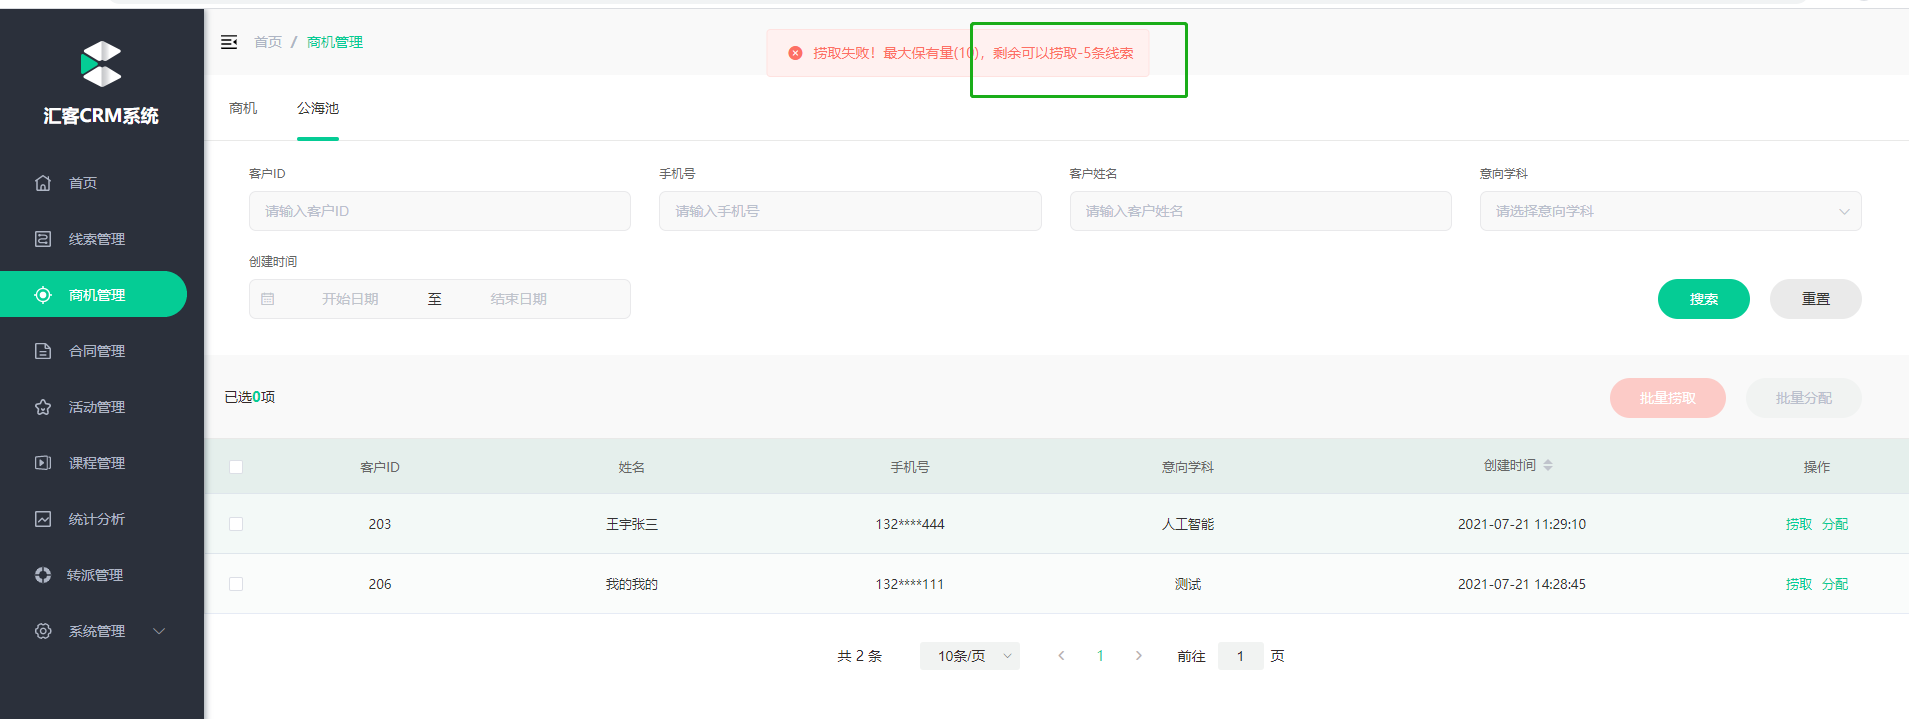 首页 / 商机管理
捞取失败！最大保有量(10)，剩余可以捞取-5条线索
汇客CRM系统
首页
线索管理
商机管理
合同管理
活动管理
课程管理
统计分析
转派管理
系统管理
商机 公海池
客户ID 手机号 客户姓名 意向学科
请输入客户ID 请输入手机号 请输入客户姓名 请选择意向学科
创建时间
开始日期 至 结束日期 搜索 重置
已选0项 批量捞取 批量分配
客户ID 姓名 手机号 意向学科 创建时间 操作
203 王宇张三 132****444 人工智能 2021-07-21 11:29:10 捞取 分配
206 我的我的 132****111 测试 2021-07-21 14:28:45 捞取 分配
共 2 条 10条/页 1 前往 1 页